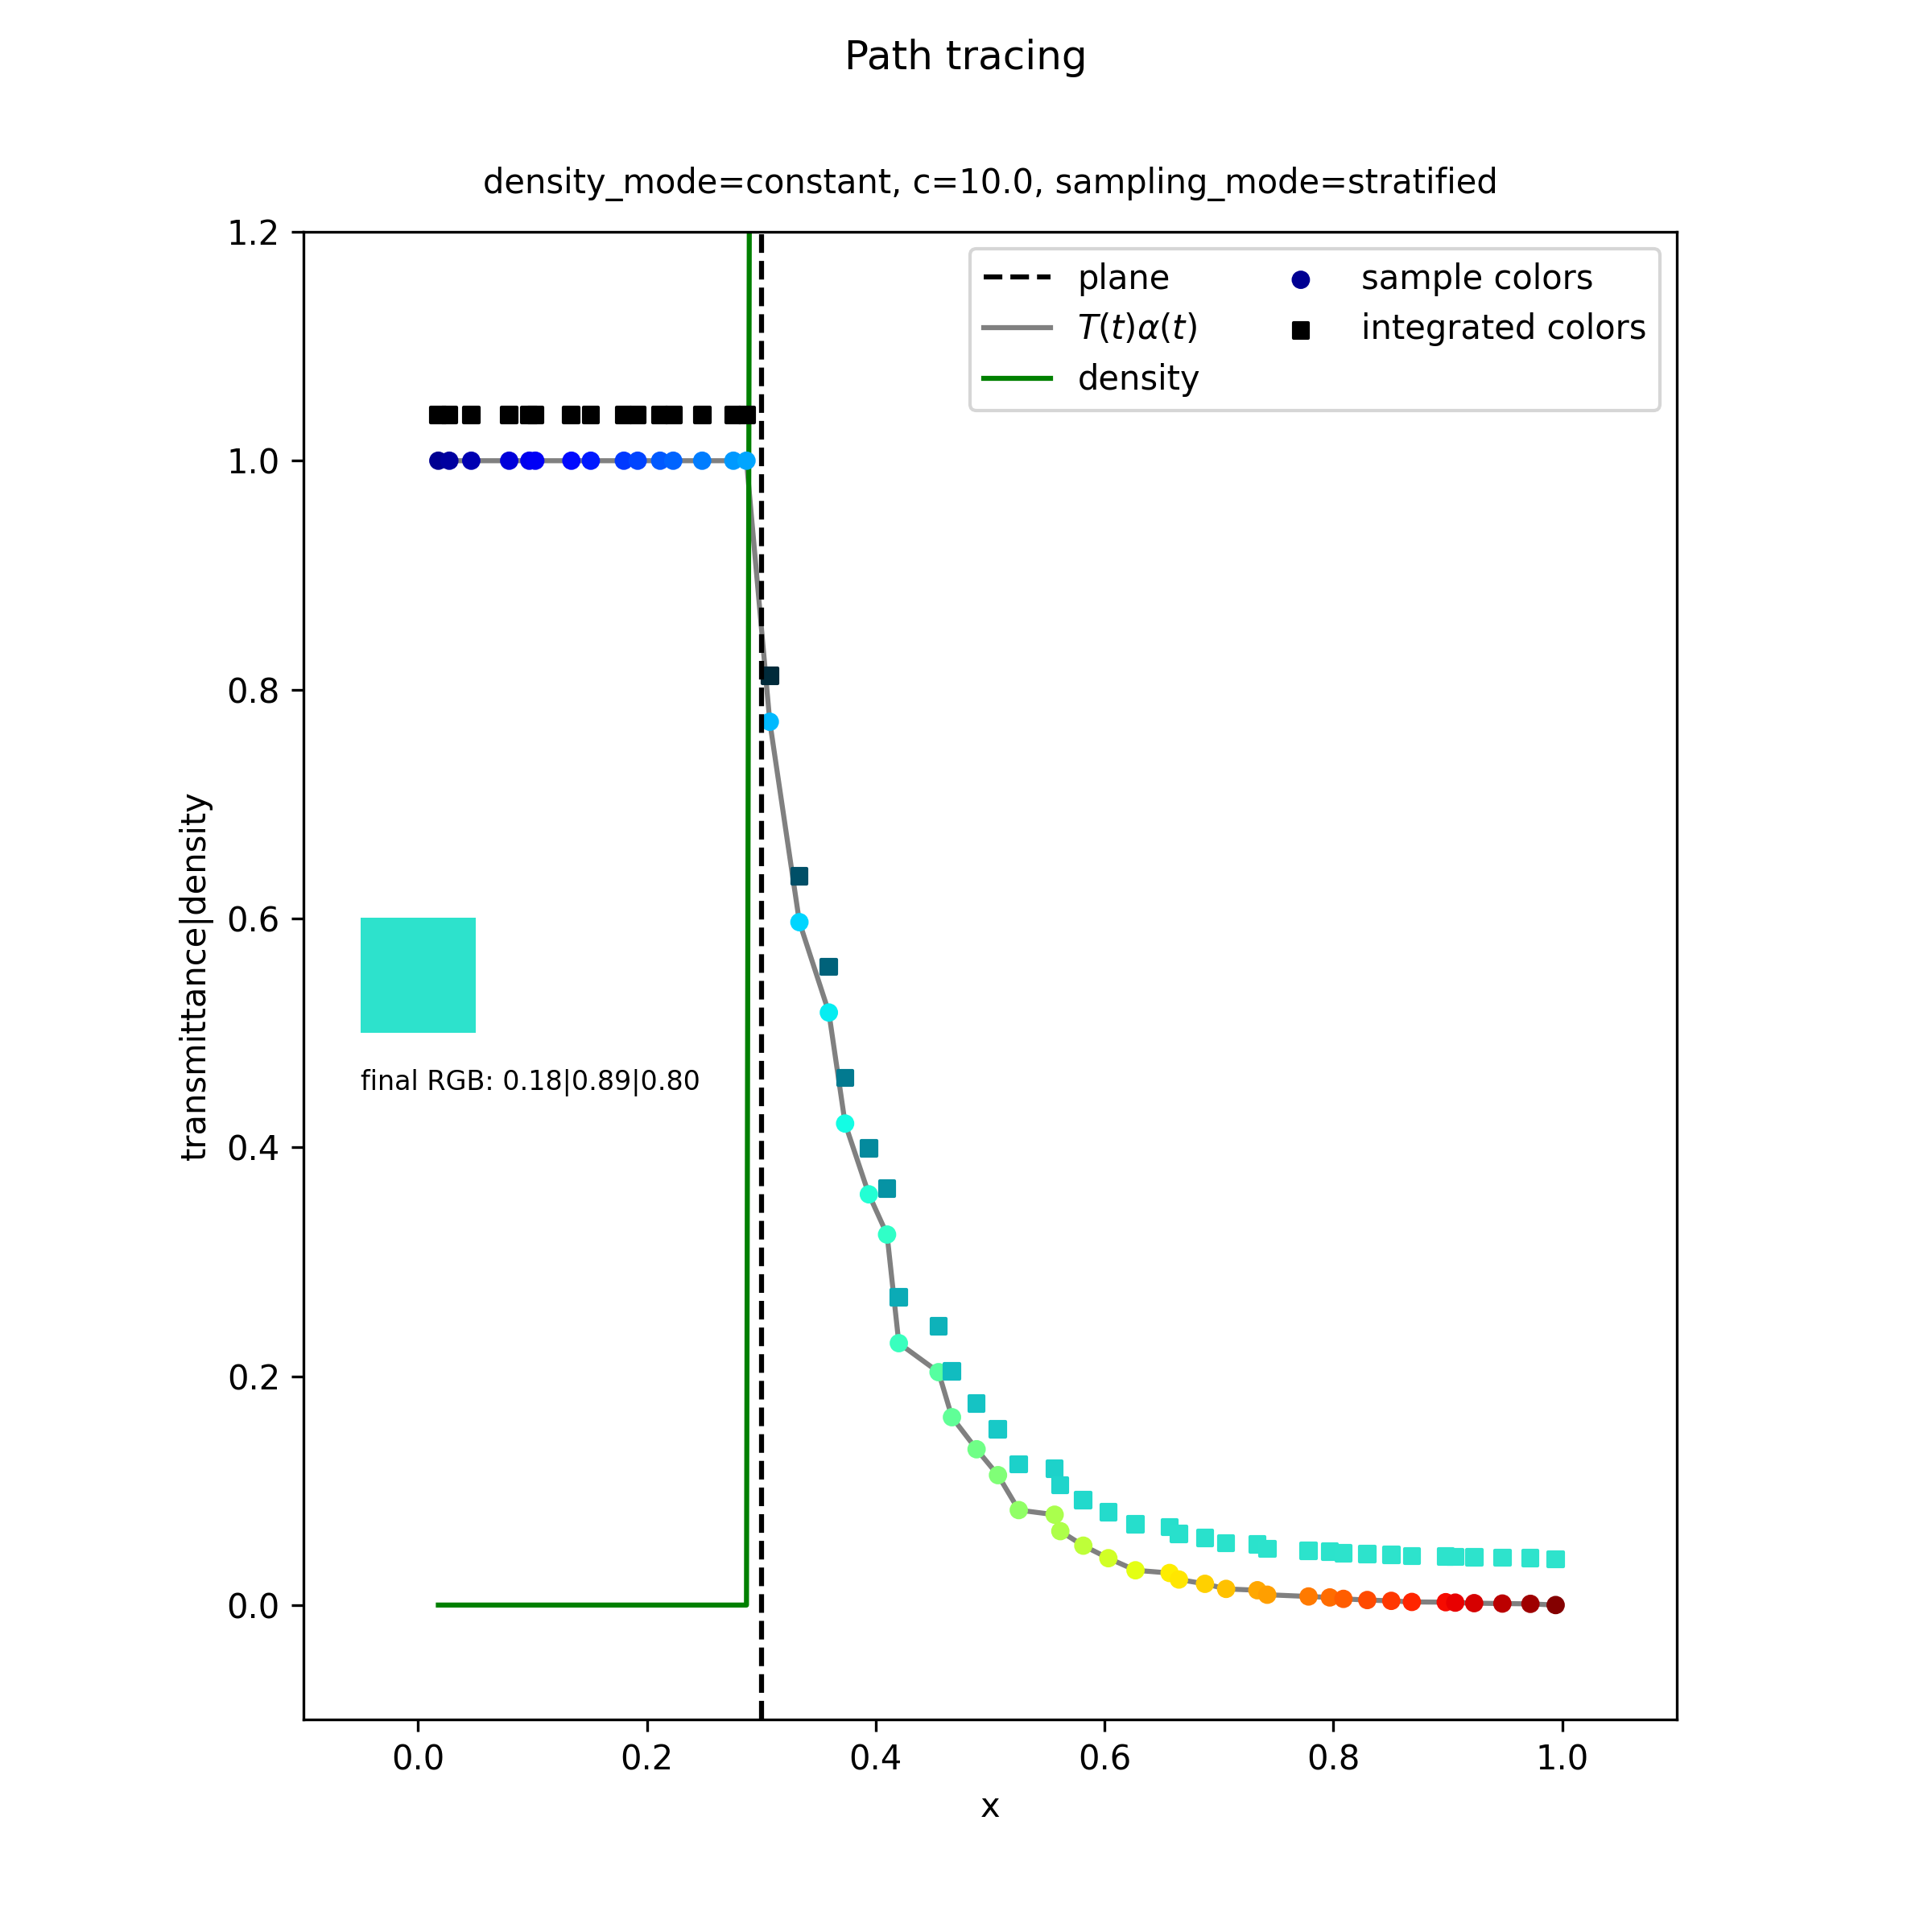 Path tracing
density_mode=constant, c=10.0, sampling_mode=stratified
plane
T(t)α(t)
density
sample colors
integrated colors
transmittance|density
1.2
1.0
0.8
0.6
0.4
0.2
0.0
final RGB: 0.18|0.89|0.80
0.0 0.2 0.4 0.6 0.8 1.0
x